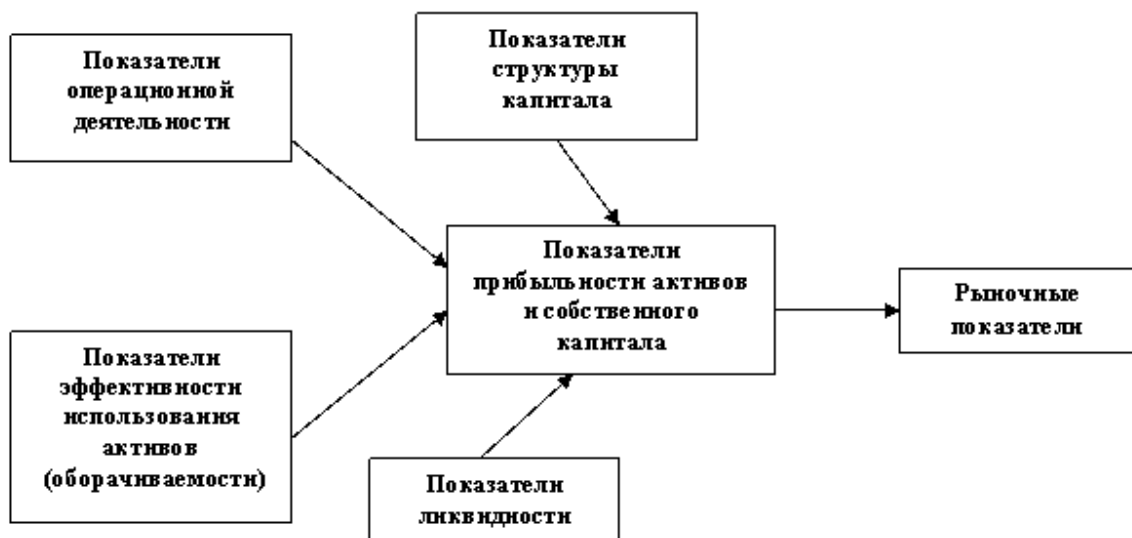 Показатели
операционной
деятельности
Показатели
структуры
капитала
Показатели
прибыльности активов
и собственного
капитала
Рыночные
показатели
Показатели
эффективности
использования
активов
(оборачиваемости)
Показатели
ликвидности